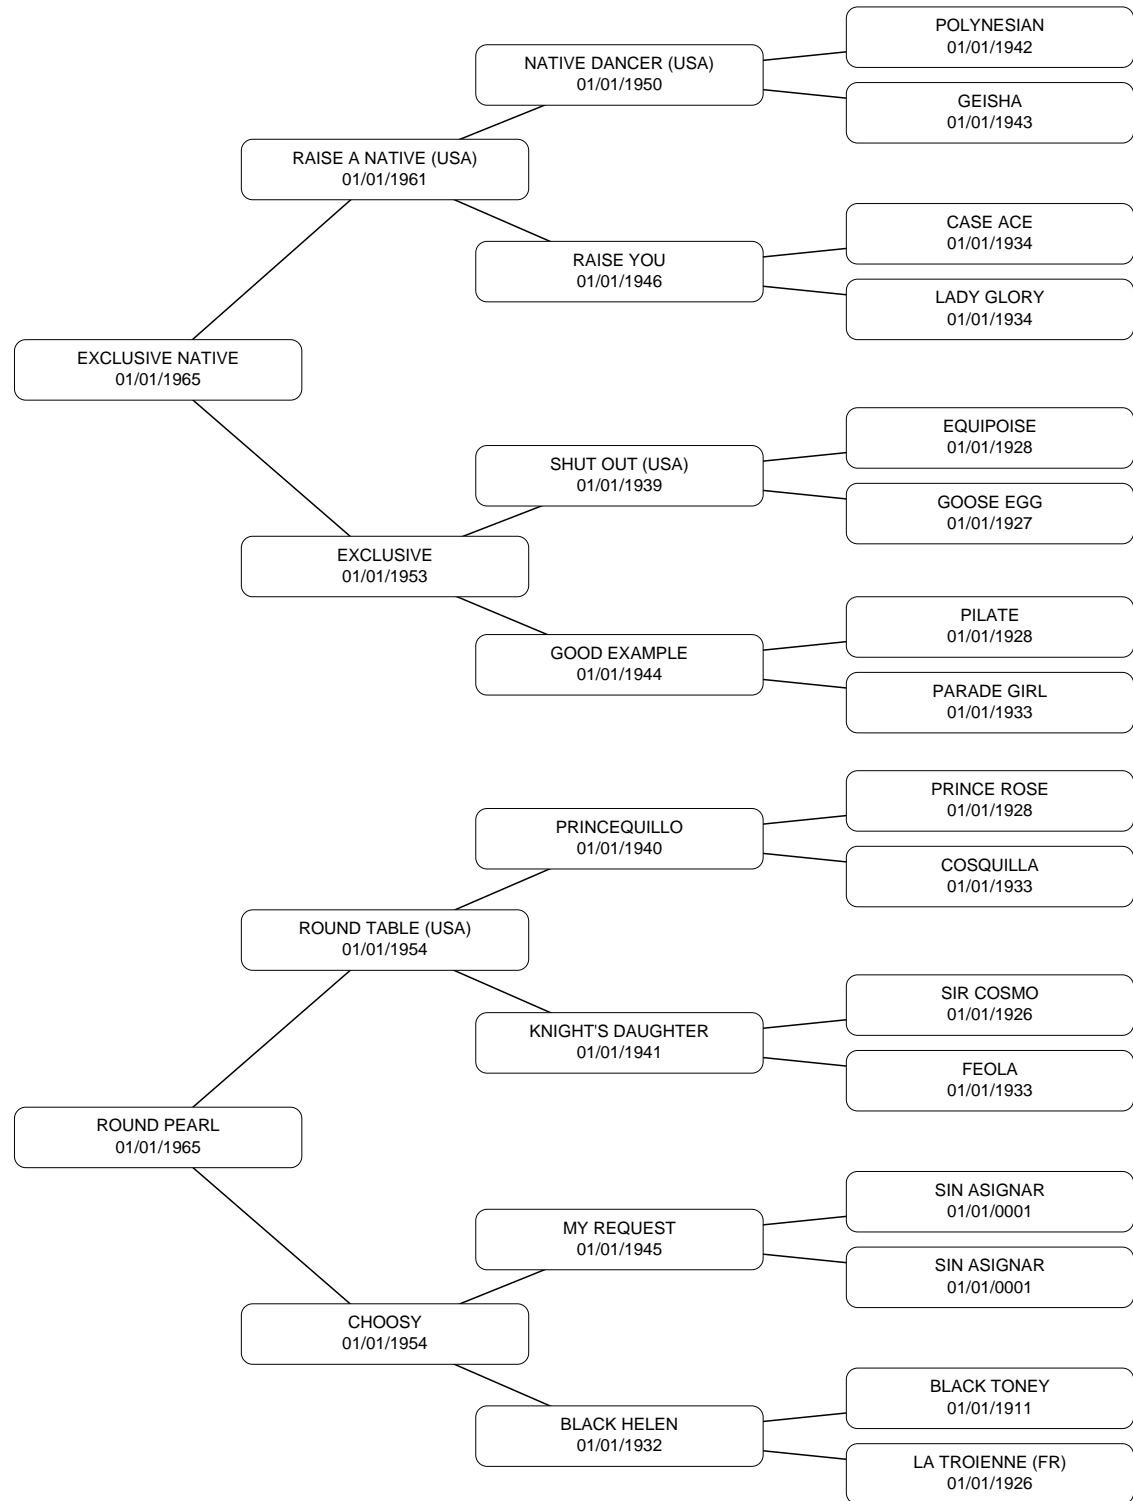 POLYNESIAN
01/01/1942
NATIVE DANCER (USA)
01/01/1950
GEISHA
01/01/1943
RAISE A NATIVE (USA)
01/01/1961
CASE ACE
01/01/1934
RAISE YOU
01/01/1946
LADY GLORY
01/01/1934
EXCLUSIVE NATIVE
01/01/1965
EQUIPOISE
01/01/1928
SHUT OUT (USA)
01/01/1939
GOOSE EGG
01/01/1927
EXCLUSIVE
01/01/1953
PILATE
01/01/1928
GOOD EXAMPLE
01/01/1944
PARADE GIRL
01/01/1933
PRINCE ROSE
01/01/1928
PRINCEQUILLO
01/01/1940
COSQUILLA
01/01/1933
ROUND TABLE (USA)
01/01/1954
SIR COSMO
01/01/1926
KNIGHT'S DAUGHTER
01/01/1941
FEOLA
01/01/1933
ROUND PEARL
01/01/1965
SIN ASIGNAR
01/01/0001
MY REQUEST
01/01/1945
SIN ASIGNAR
01/01/0001
CHOOSY
01/01/1954
BLACK TONEY
01/01/1911
BLACK HELEN
01/01/1932
LA TROIENNE (FR)
01/01/1926